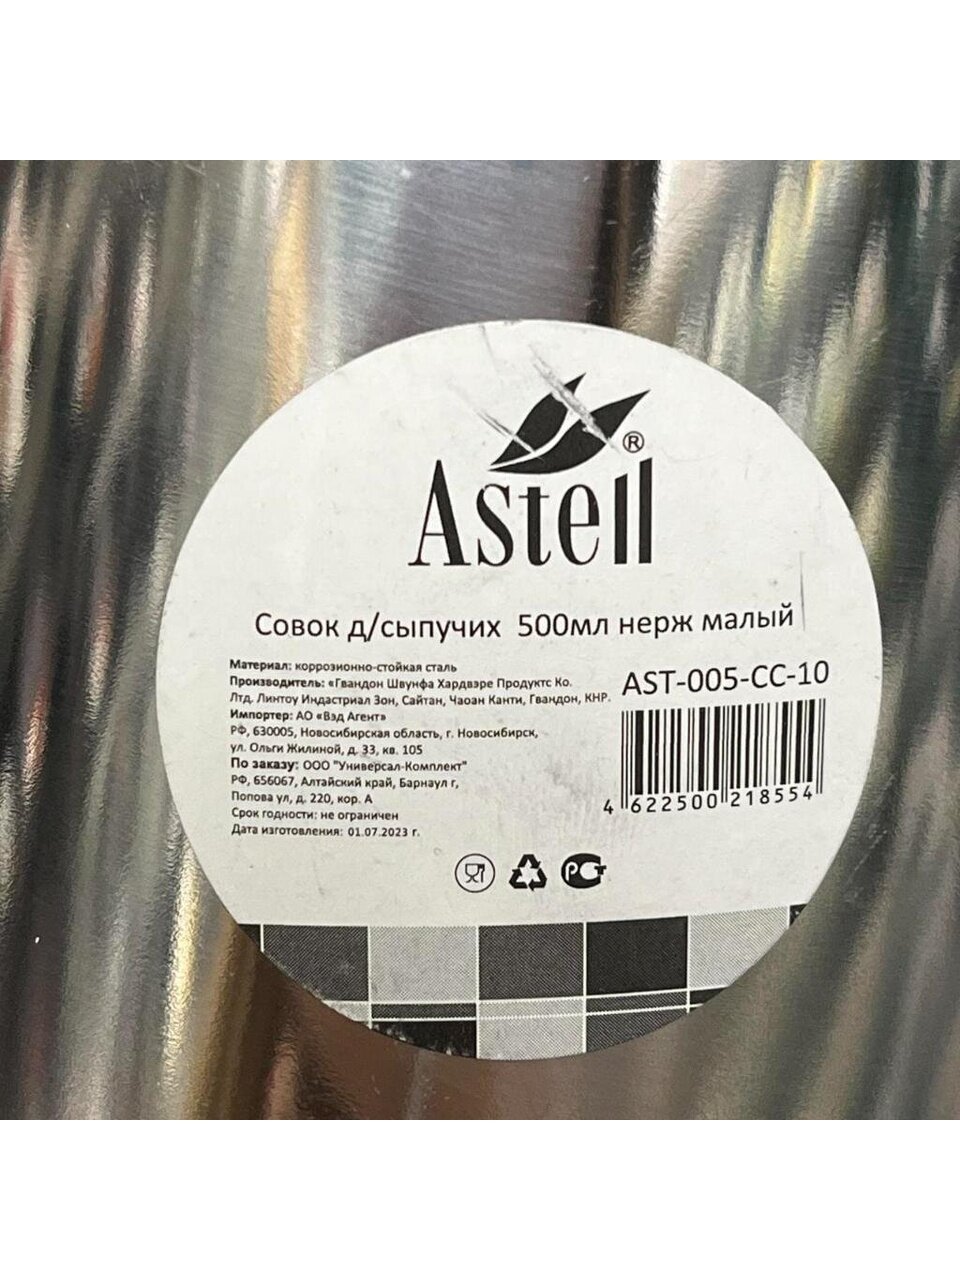 Astell®
Совок д/сыпучих 500мл нерж малый
Материал: коррозионно-стойкая сталь
Производитель: «Гвандон Швунфа Хардвэре Продуктс Ко.
Лтд. Линтоу Индастриал Зон, Сайтан, Чаоан Канти, Гвандон, КНР.
Импортер: АО «Вэд Агент»
РФ, 630005, Новосибирская область, г. Новосибирск,
ул. Ольги Жилиной, д. 33, кв. 105
По заказу: ООО "Универсал-Комплект"
РФ, 656067, Алтайский край, Барнаул г,
Попова ул, д. 220, кор. А
Срок годности: не ограничен
Дата изготовления: 01.07.2023 г.
AST-005-СС-10
4 622500 218554
РСТ